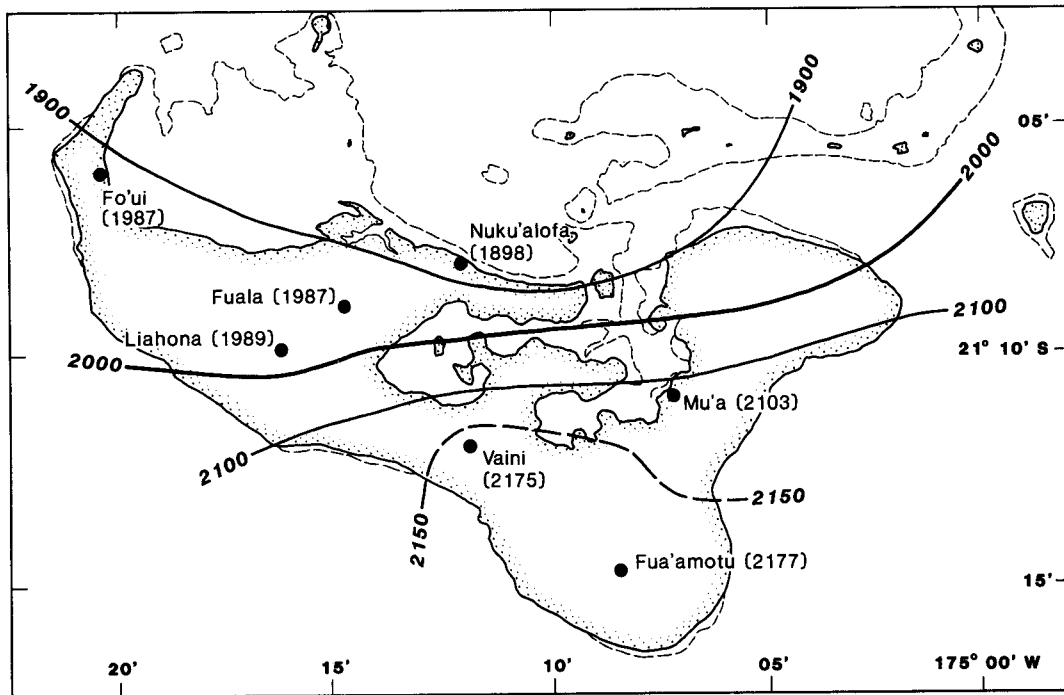 1900
1900
05'
2000
Fo'ui
(1987)
Nuku'alofa
(1898)
Fuala (1987)
Liahona (1989)
2100
21° 10' S
2000
Mu'a (2103)
2100
Vaini
(2175)
2150
2150
Fua'amotu (2177)
15'
20'
15'
10'
05'
175° 00' W